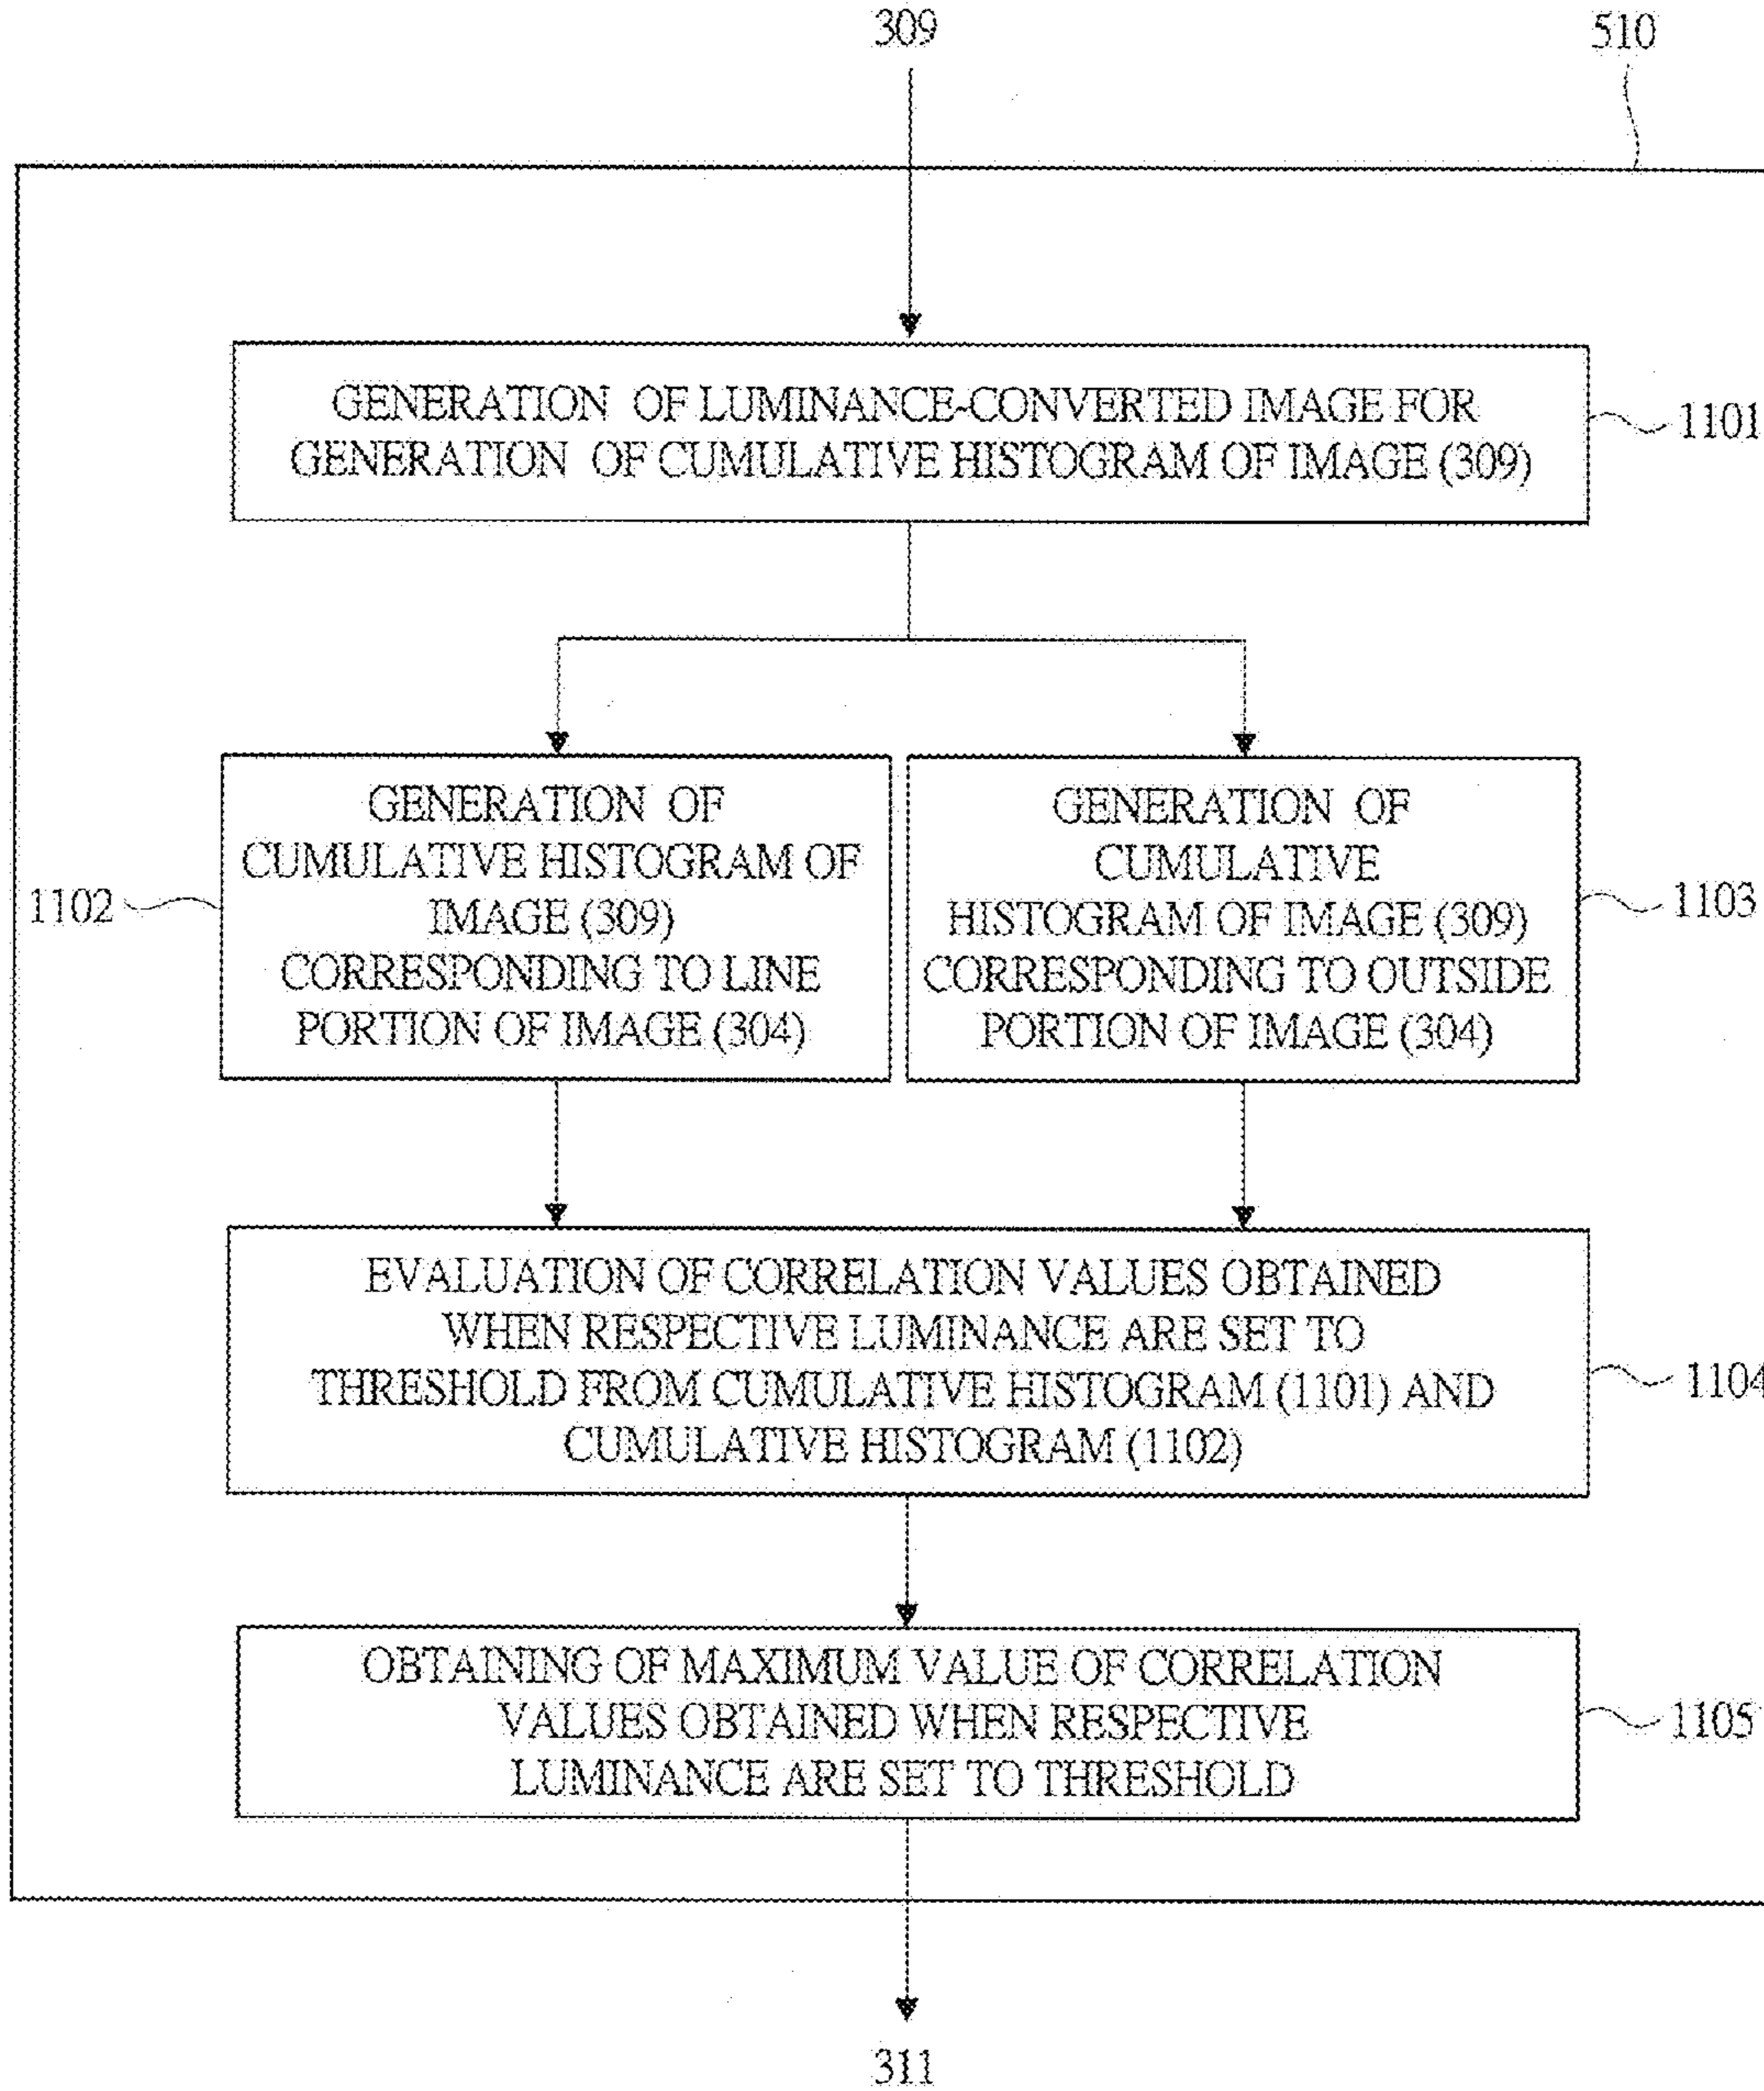 309
510
GENERATION OF LUMINANCE-CONVERTED IMAGE FOR
GENERATION OF CUMULATIVE HISTOGRAM OF IMAGE (309)
1101
GENERATION OF
CUMULATIVE HISTOGRAM OF
IMAGE (309)
CORRESPONDING TO LINE
PORTION OF IMAGE (304)
1102
GENERATION OF
CUMULATIVE
HISTOGRAM OF IMAGE (309)
CORRESPONDING TO OUTSIDE
PORTION OF IMAGE (304)
1103
EVALUATION OF CORRELATION VALUES OBTAINED
WHEN RESPECTIVE LUMINANCE ARE SET TO
THRESHOLD FROM CUMULATIVE HISTOGRAM (1101) AND
CUMULATIVE HISTOGRAM (1102)
1104
OBTAINING OF MAXIMUM VALUE OF CORRELATION
VALUES OBTAINED WHEN RESPECTIVE
LUMINANCE ARE SET TO THRESHOLD
1105
311